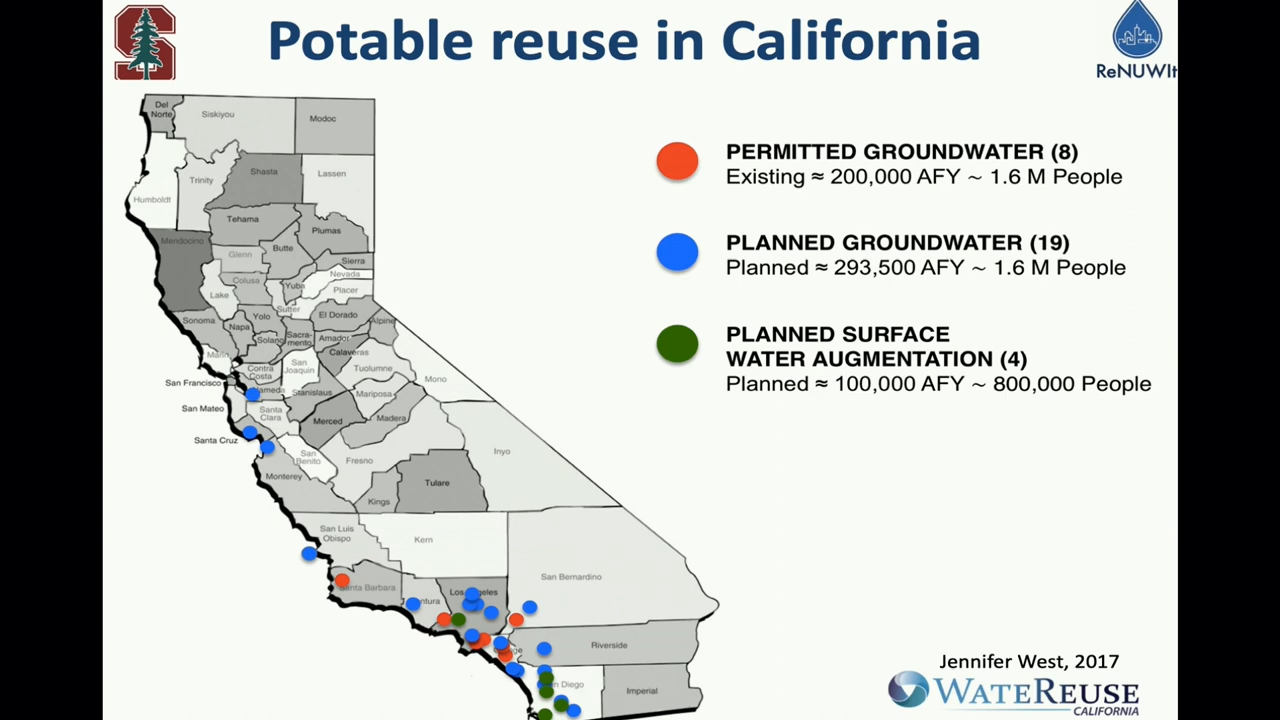 Potable reuse in California
S
ReNUWIt
PERMITTED GROUNDWATER (8)
Existing ≈ 200,000 AFY ~ 1.6 M People
PLANNED GROUNDWATER (19)
Planned ≈ 293,500 AFY ~ 1.6 M People
PLANNED SURFACE
WATER AUGMENTATION (4)
Planned ≈ 100,000 AFY ~ 800,000 People
Del
Norte
Siskiyou
Modoc
Trinity
Shasta
Lassen
Humboldt
Tehama
Plumas
Mendocino
Glenn
Butte
Sierra
Nevada
Colusa
Yuba
Placer
Lake
Sutter
Sonoma
Napa
Yolo
El Dorado
Alpine
Solano
Sacra-
mento
Amador
Calaveras
Marin
San
Joaquin
Tuolumne
Contra
Costa
Mono
San Francisco
Alameda
Stanislaus
Mariposa
San Mateo
Santa
Clara
Merced
Madera
Santa Cruz
San
Benito
Fresno
Inyo
Monterey
Tulare
Kings
San Luis
Obispo
Kern
San Bernardino
Santa Barbara
ntura
Los geles
Riverside
n Diego
Imperial
Jennifer West, 2017
WATEREUSE
CALIFORNIA